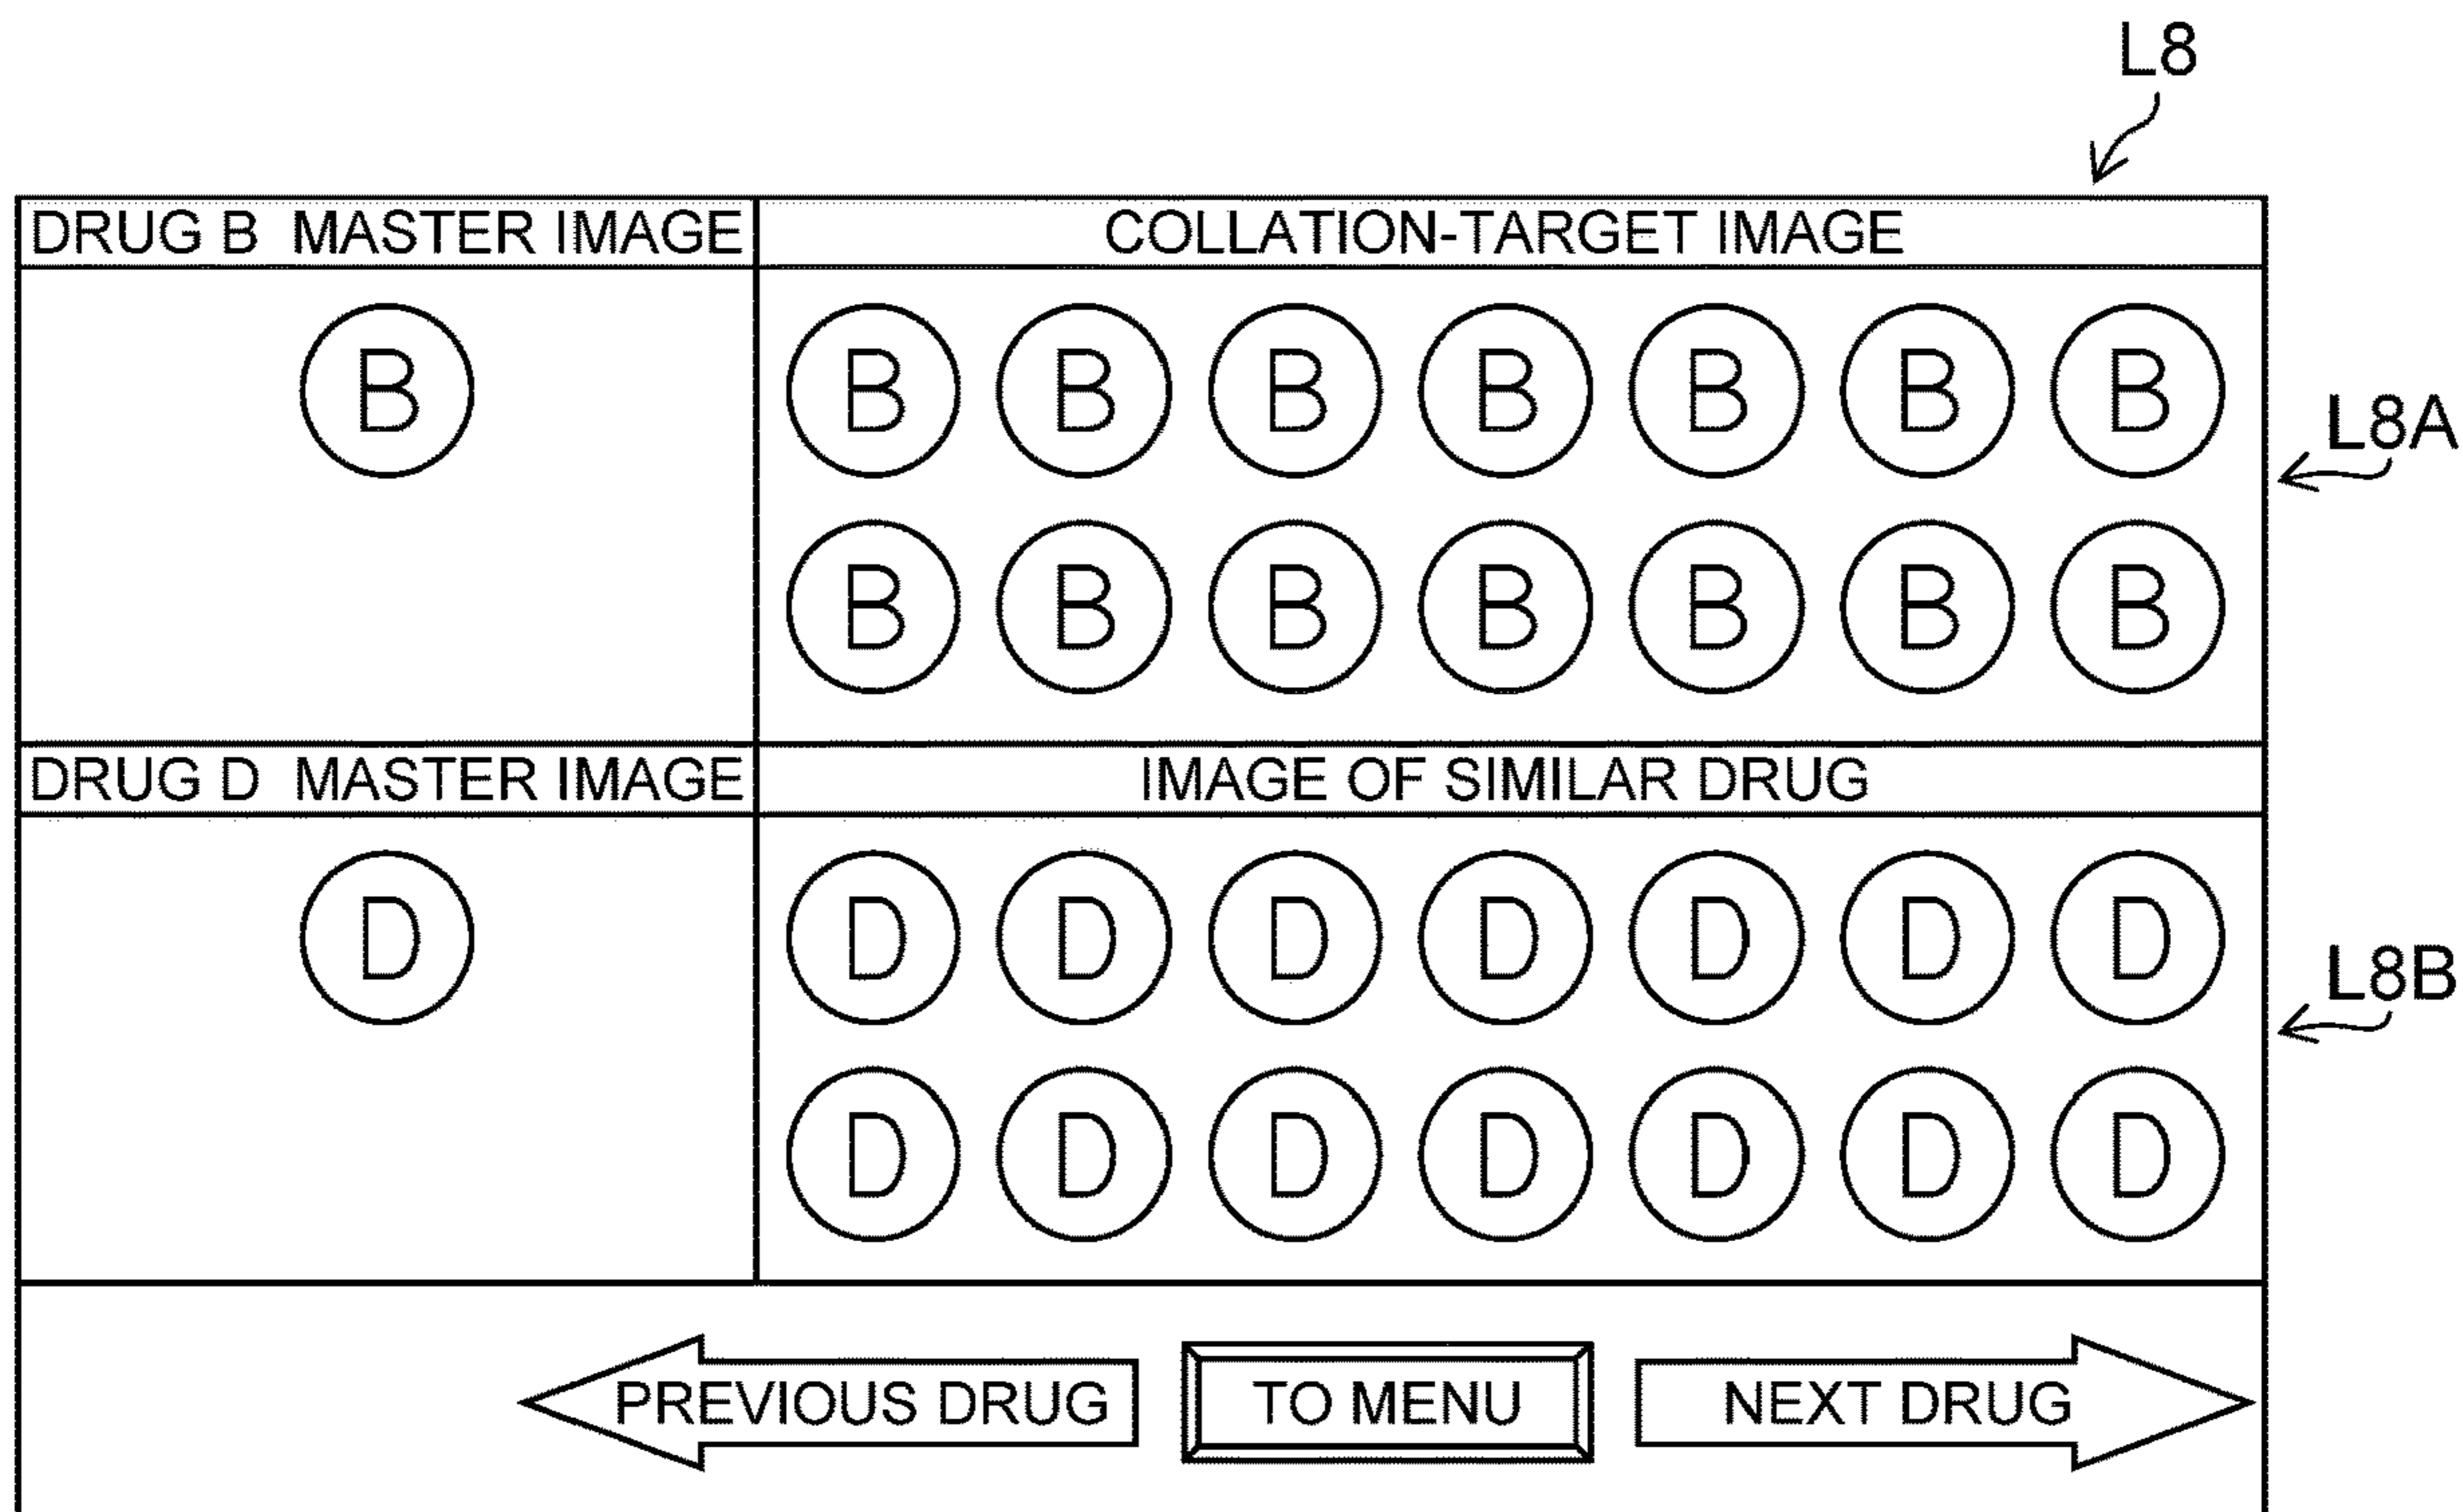 L8
DRUG B MASTER IMAGE COLLATION-TARGET IMAGE
B B B B B B B B
L8A
B B B B B B B
DRUG D MASTER IMAGE IMAGE OF SIMILAR DRUG
D D D D D D D D
L8B
D D D D D D D
PREVIOUS DRUG TO MENU NEXT DRUG